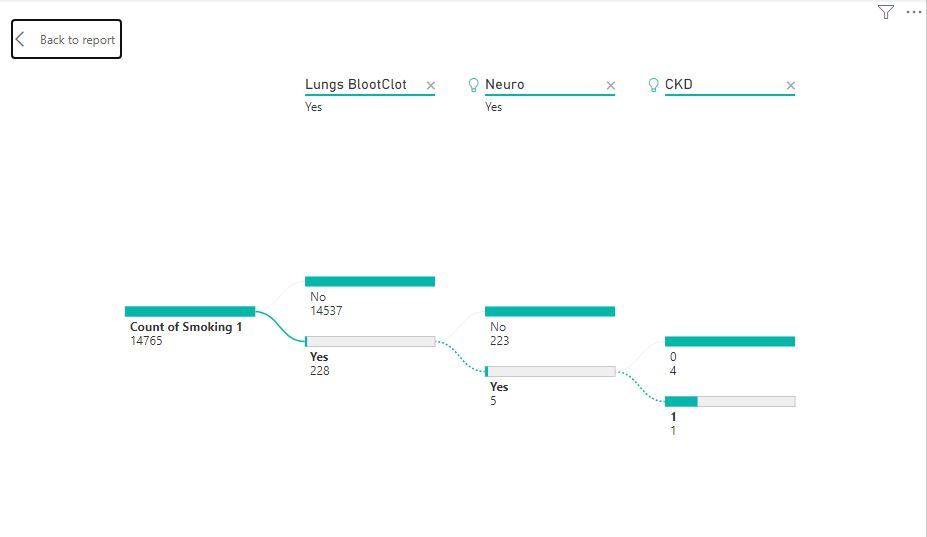 Back to report
Lungs BlootClot
Yes
Neuro
Yes
CKD
Count of Smoking 1
14765
No
14537
Yes
228
No
223
Yes
5
0
4
1
1